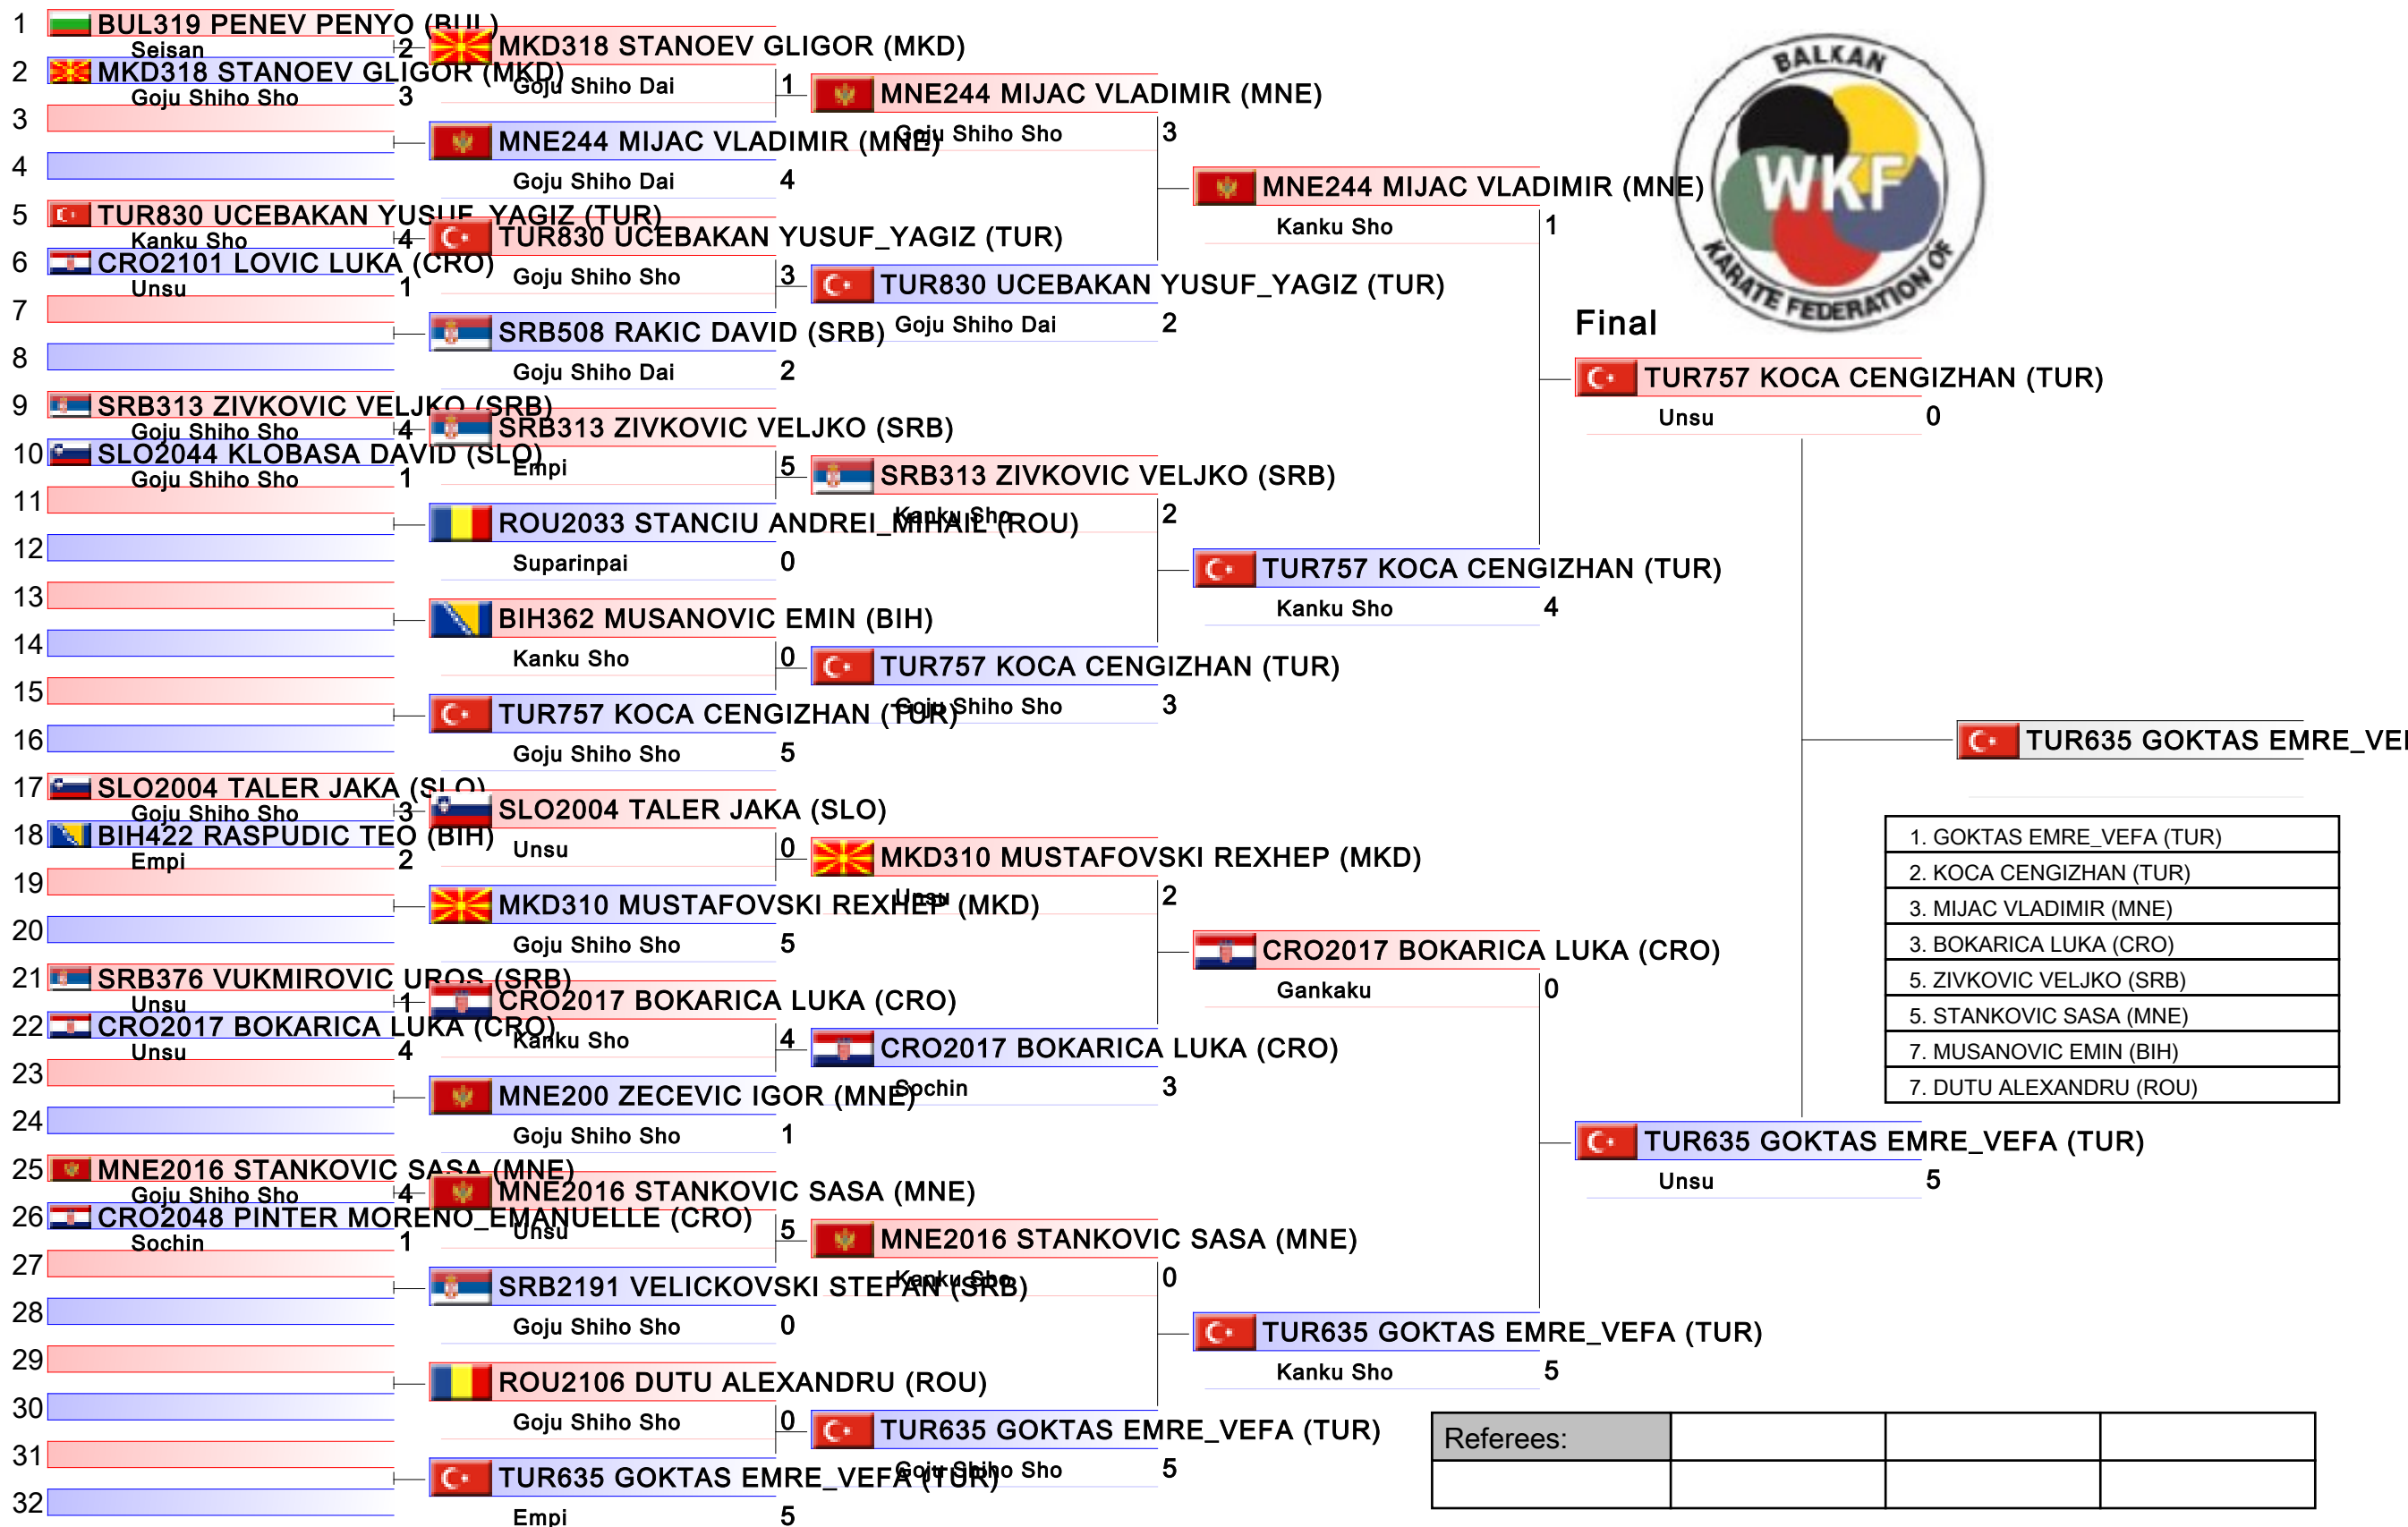 1 BUL319 PENEV PENYO (BUL)
Seisan 2
2 MKD318 STANOEV GLIGOR (MKD)
Goju Shiho Sho 3
3
4
5 TUR830 UCEBAKAN YUSUF_YAGIZ (TUR)
Kanku Sho 4
6 CRO2101 LOVIC LUKA (CRO)
Unsu 1
7
8
9 SRB313 ZIVKOVIC VELJKO (SRB)
Goju Shiho Sho 4
10 SLO2044 KLOBASA DAVID (SLO)
Goju Shiho Sho 1
11
12
13
14
15
16
17 SLO2004 TALER JAKA (SLO)
Goju Shiho Sho 3
18 BIH422 RASPUDIC TEO (BIH)
Empi 2
19
20
21 SRB376 VUKMIROVIC UROS (SRB)
Unsu 1
22 CRO2017 BOKARICA LUKA (CRO)
Unsu 4
23
24
25 MNE2016 STANKOVIC SASA (MNE)
Goju Shiho Sho 4
26 CRO2048 PINTER MORENO_EMANUELLE (CRO)
Sochin 1
27
28
29
30
31
32
MKD318 STANOEV GLIGOR (MKD)
Goju Shiho Dai 1
MNE244 MIJAC VLADIMIR (MNE)
Goju Shiho Dai 4
TUR830 UCEBAKAN YUSUF_YAGIZ (TUR)
Goju Shiho Sho 3
SRB508 RAKIC DAVID (SRB)
Goju Shiho Dai 2
SRB313 ZIVKOVIC VELJKO (SRB)
Empi 5
ROU2033 STANCIU ANDREI_MIHAIL (ROU)
Suparinpai 0
BIH362 MUSANOVIC EMIN (BIH)
Kanku Sho 0
TUR757 KOCA CENGIZHAN (TUR)
Goju Shiho Sho 5
SLO2004 TALER JAKA (SLO)
Unsu 0
MKD310 MUSTAFOVSKI REXHEP (MKD)
Goju Shiho Sho 5
CRO2017 BOKARICA LUKA (CRO)
Kanku Sho 4
MNE200 ZECEVIC IGOR (MNE)
Goju Shiho Sho 1
MNE2016 STANKOVIC SASA (MNE)
Unsu 5
SRB2191 VELICKOVSKI STEFAN (SRB)
Goju Shiho Sho 0
ROU2106 DUTU ALEXANDRU (ROU)
Goju Shiho Sho 0
TUR635 GOKTAS EMRE_VEFA (TUR)
Empi 5
MNE244 MIJAC VLADIMIR (MNE)
Goju Shiho Sho 3
TUR830 UCEBAKAN YUSUF_YAGIZ (TUR)
Goju Shiho Dai 2
SRB313 ZIVKOVIC VELJKO (SRB)
Kanku Sho 2
TUR757 KOCA CENGIZHAN (TUR)
Goju Shiho Sho 3
MKD310 MUSTAFOVSKI REXHEP (MKD)
Unsu 2
CRO2017 BOKARICA LUKA (CRO)
Sochin 3
MNE2016 STANKOVIC SASA (MNE)
Kanku Sho 0
TUR635 GOKTAS EMRE_VEFA (TUR)
Goju Shiho Sho 5
MNE244 MIJAC VLADIMIR (MNE)
Kanku Sho 1
TUR757 KOCA CENGIZHAN (TUR)
Kanku Sho 4
CRO2017 BOKARICA LUKA (CRO)
Gankaku 0
TUR635 GOKTAS EMRE_VEFA (TUR)
Kanku Sho 5
BALKAN
WKF
KARATE FEDERATION OF
Final
TUR757 KOCA CENGIZHAN (TUR)
Unsu 0
TUR635 GOKTAS EMRE_VEFA (TUR)
Unsu 5
TUR635 GOKTAS
1. GOKTAS EMRE_VEFA (TUR)
2. KOCA CENGIZHAN (TUR)
3. MIJAC VLADIMIR (MNE)
3. BOKARICA LUKA (CRO)
5. ZIVKOVIC VELJKO (SRB)
5. STANKOVIC SASA (MNE)
7. MUSANOVIC EMIN (BIH)
7. DUTU ALEXANDRU (ROU)
Referees: